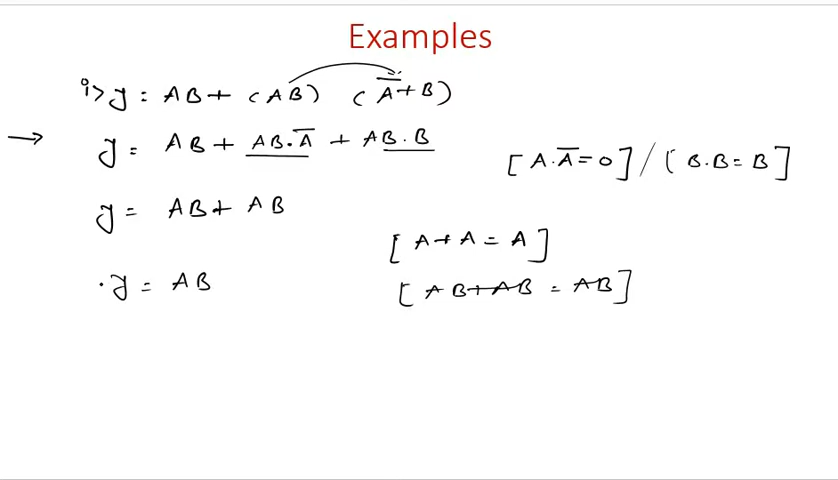 Examples
i> y = AB + (AB) (A̅ + B)
→ y = AB + AB.A̅ + AB.B [A.A̅ = 0] / [B.B = B]
y = AB + AB
[A + A = A]
.y = AB [AB + AB = AB]